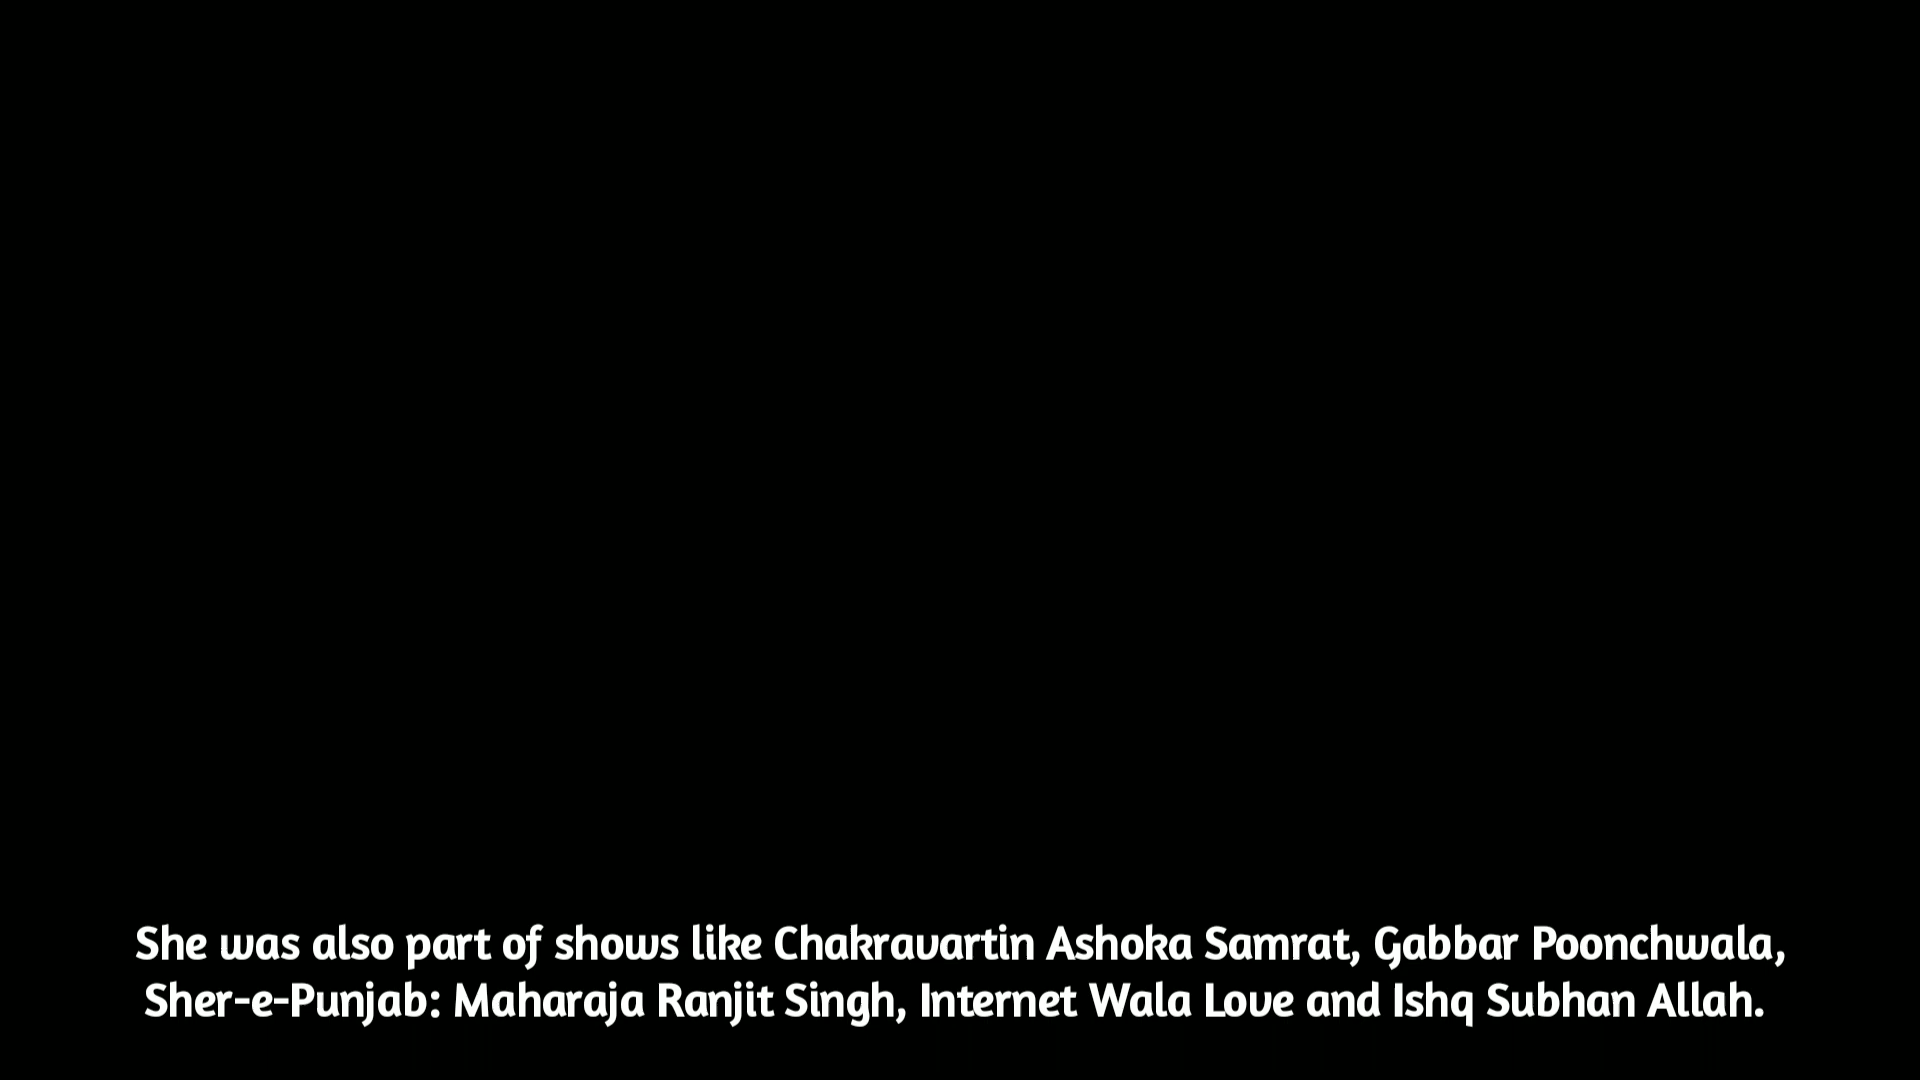 She was also part of shows like Chakravartin Ashoka Samrat, Gabbar Poonchwala,
Sher-e-Punjab: Maharaja Ranjit Singh, Internet Wala Love and Ishq Subhan Allah.